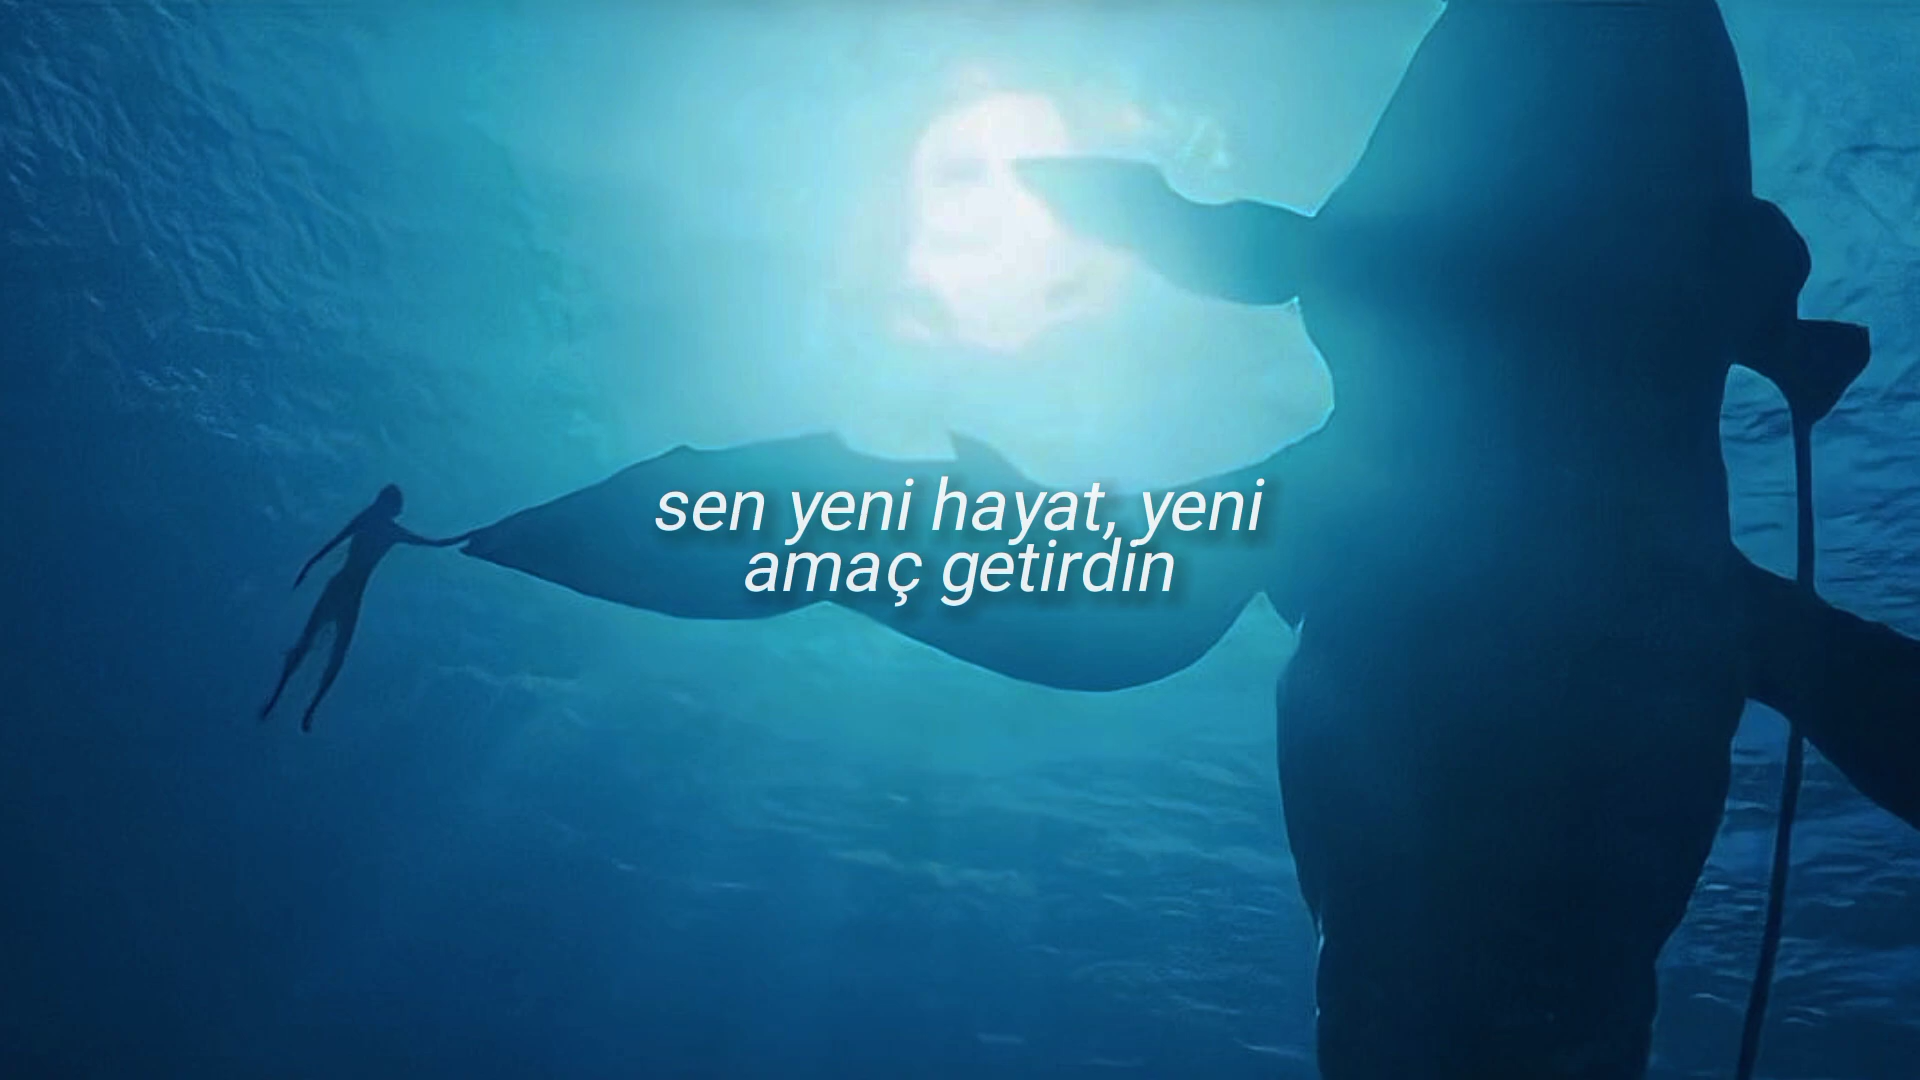 sen yeni hayat, yeni
amaç getirdin